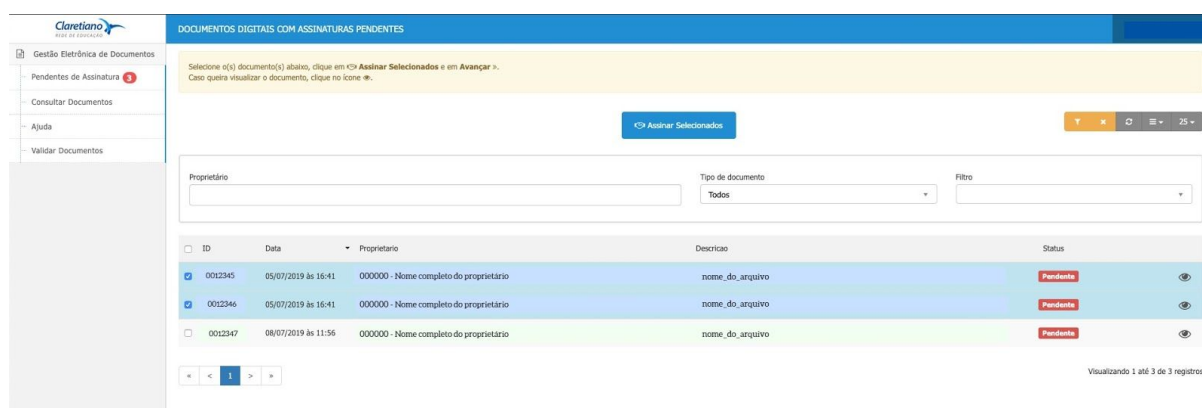 Claretiano
REDE DE EDUCAÇÃO
DOCUMENTOS DIGITAIS COM ASSINATURAS PENDENTES
Gestão Eletrônica de Documentos
Pendentes de Assinatura 3
Consultar Documentos
Ajuda
Validar Documentos
Selecione o(s) documento(s) abaixo, clique em Assinar Selecionados e em Avançar ».
Caso queira visualizar o documento, clique no ícone .
Assinar Selecionados
25
Proprietário
Tipo de documento
Filtro
Todos
ID Data Proprietario Descricao Status
0012345 05/07/2019 às 16:41 000000 - Nome completo do proprietário nome_do_arquivo Pendente
0012346 05/07/2019 às 16:41 000000 - Nome completo do proprietário nome_do_arquivo Pendente
0012347 08/07/2019 às 11:56 000000 - Nome completo do proprietário nome_do_arquivo Pendente
« < 1 > »
Visualizando 1 até 3 de 3 registros